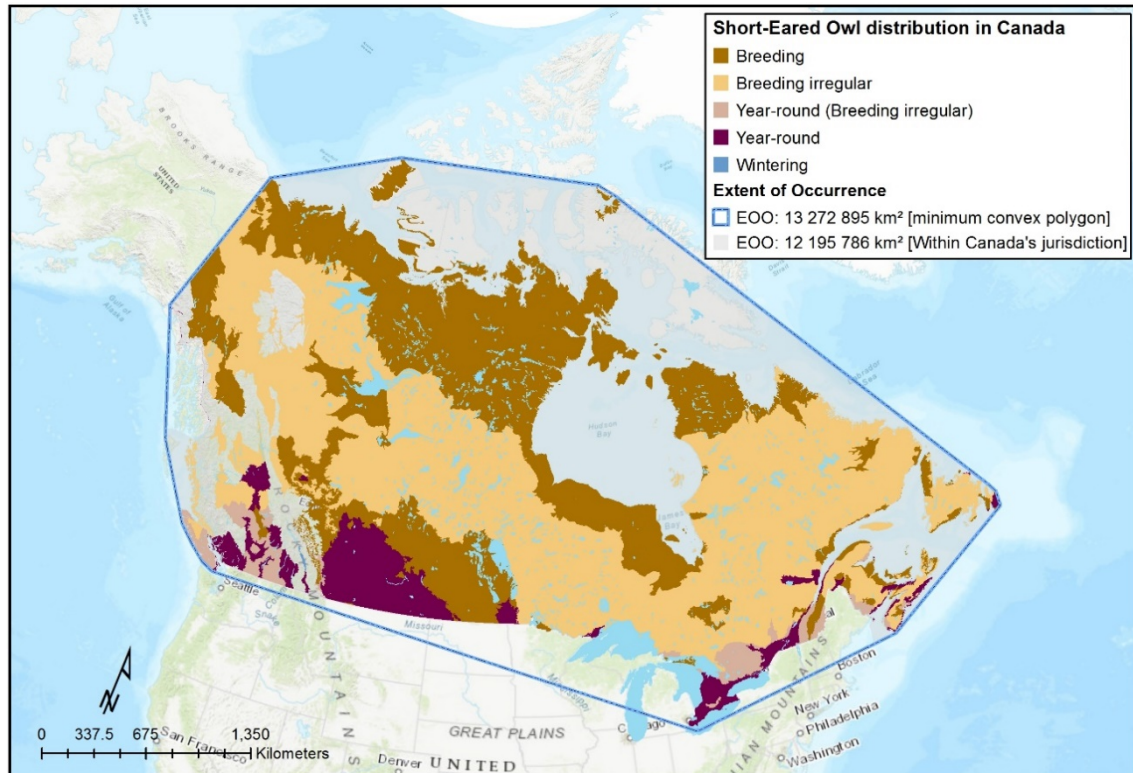 Short-Eared Owl distribution in Canada
Breeding
Breeding irregular
Year-round (Breeding irregular)
Year-round
Wintering
Extent of Occurrence
EOO: 13 272 895 km² [minimum convex polygon]
EOO: 12 195 786 km² [Within Canada's jurisdiction]
BROOKS RANGE
UNITED
STATES
Yukon
Gulf of
Alaska
Labrador
Sea
Hudson
Bay
James
Bay
ROCKY MOUNTAINS
Seattle
Snake
Missouri
Mississippi
GREAT PLAINS
Boston
New York
Philadelphia
Washington
San Francisco
Denver
UNITED
N
0 337.5 675 1,350
Kilometers